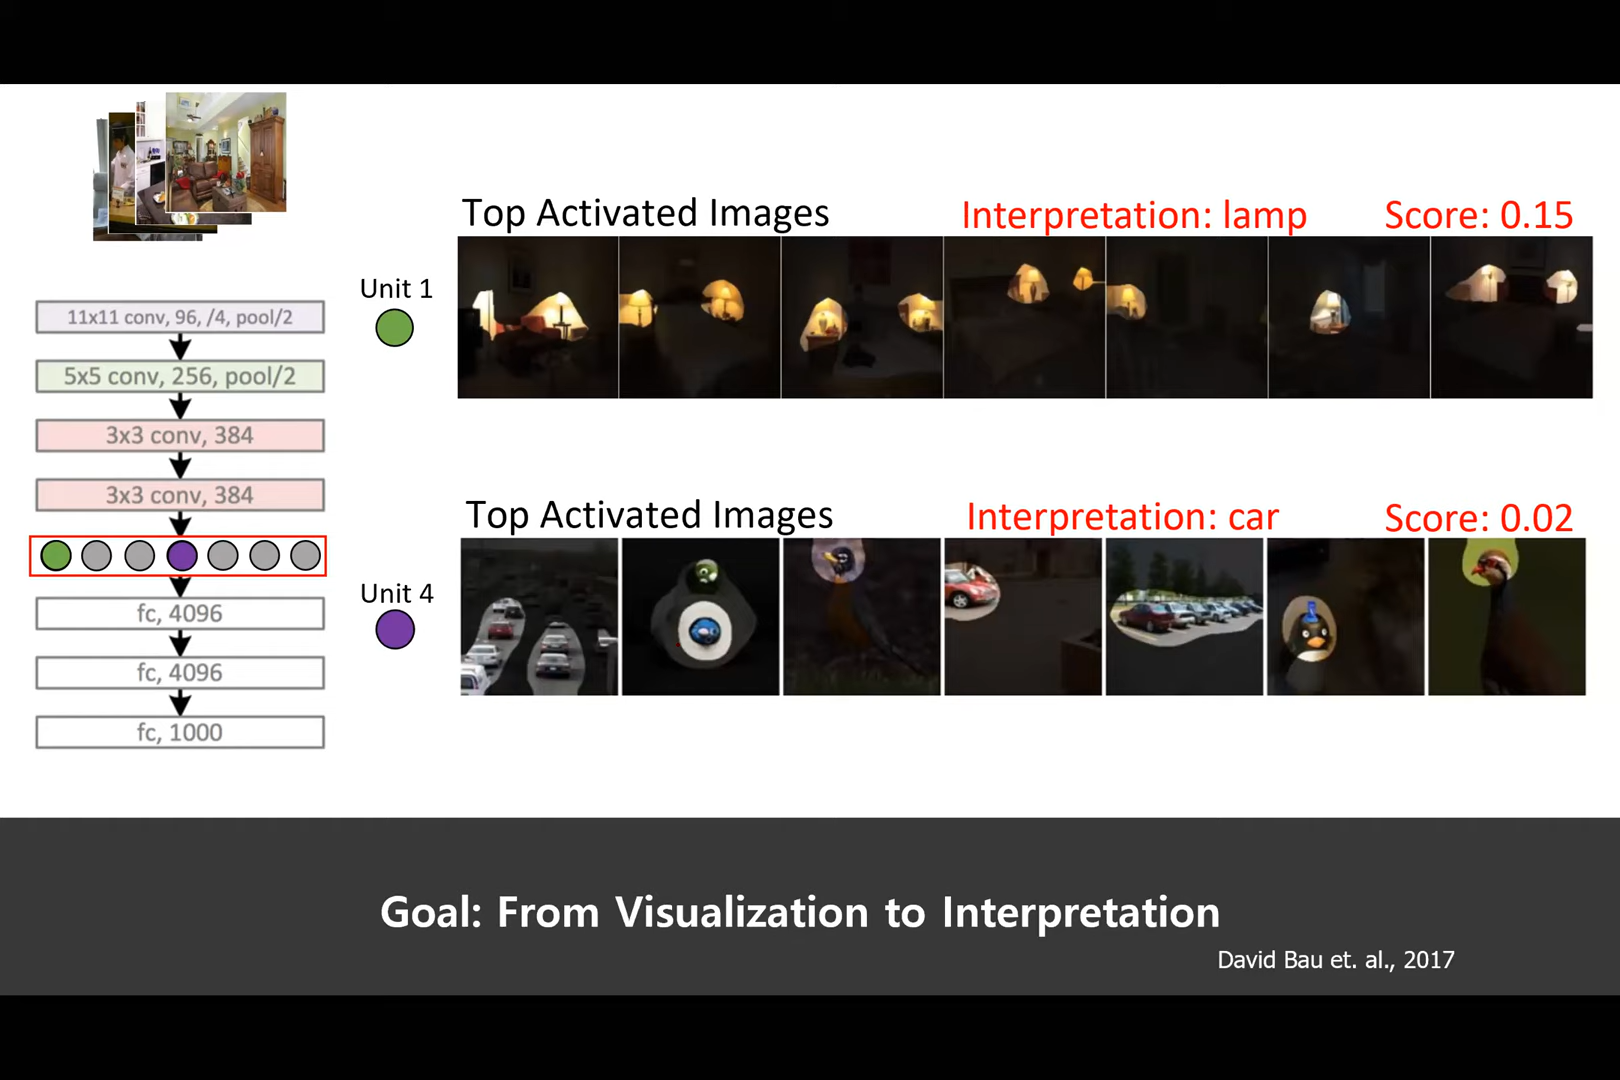 Top Activated Images
Interpretation: lamp
Score: 0.15
Unit 1
11x11 conv, 96, /4, pool/2
5x5 conv, 256, pool/2
3x3 conv, 384
3x3 conv, 384
fc, 4096
fc, 4096
fc, 1000
Top Activated Images
Interpretation: car
Score: 0.02
Unit 4
Goal: From Visualization to Interpretation
David Bau et. al., 2017